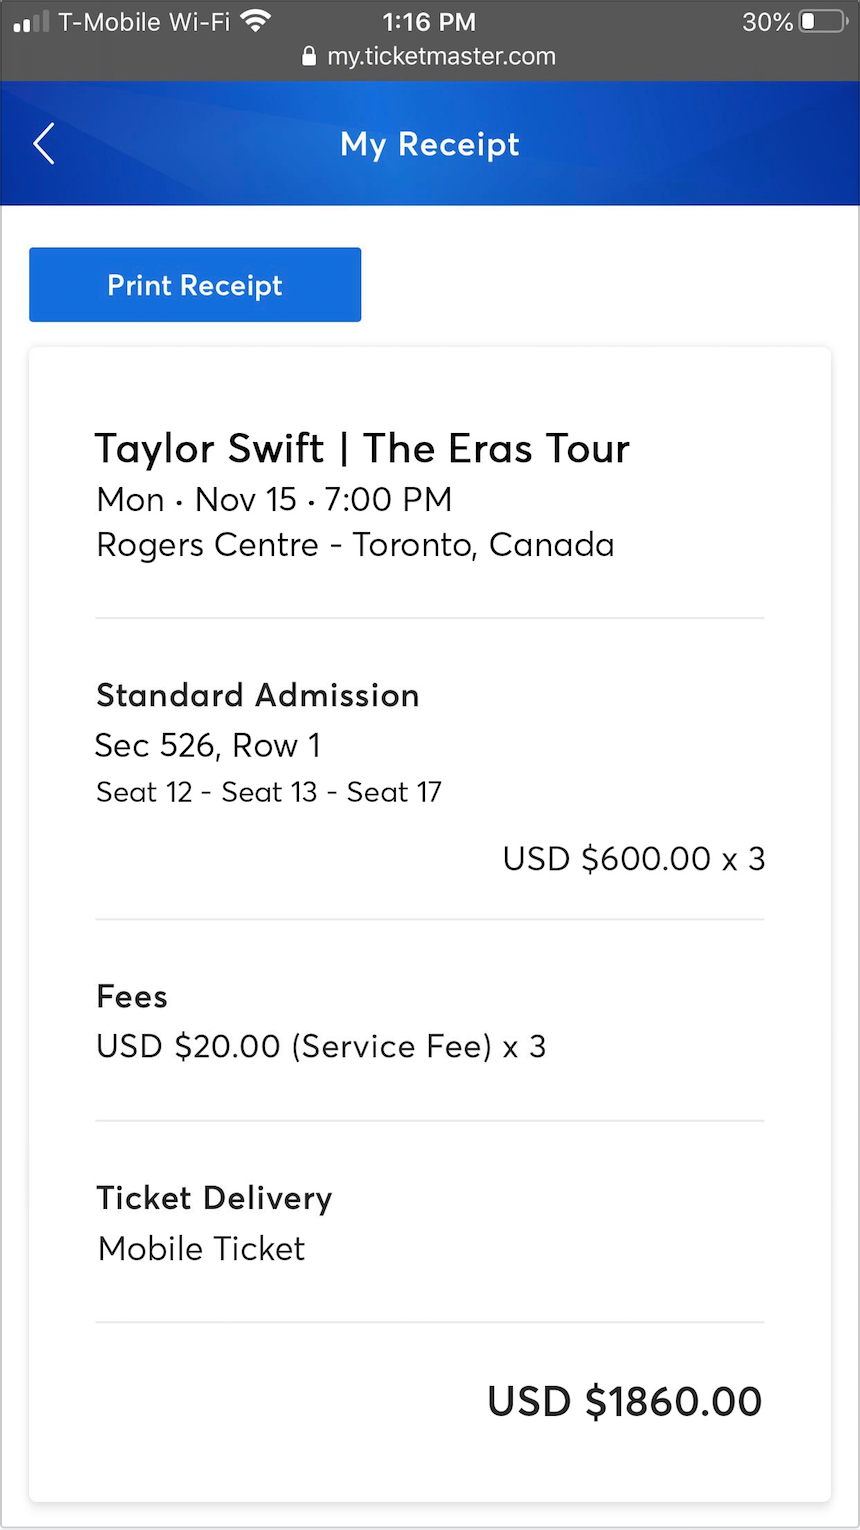 T-Mobile Wi-Fi 1:16 PM 30%
my.ticketmaster.com
My Receipt
Print Receipt
Taylor Swift | The Eras Tour
Mon · Nov 15 · 7:00 PM
Rogers Centre - Toronto, Canada
Standard Admission
Sec 526, Row 1
Seat 12 - Seat 13 - Seat 17
USD $600.00 x 3
Fees
USD $20.00 (Service Fee) x 3
Ticket Delivery
Mobile Ticket
USD $1860.00